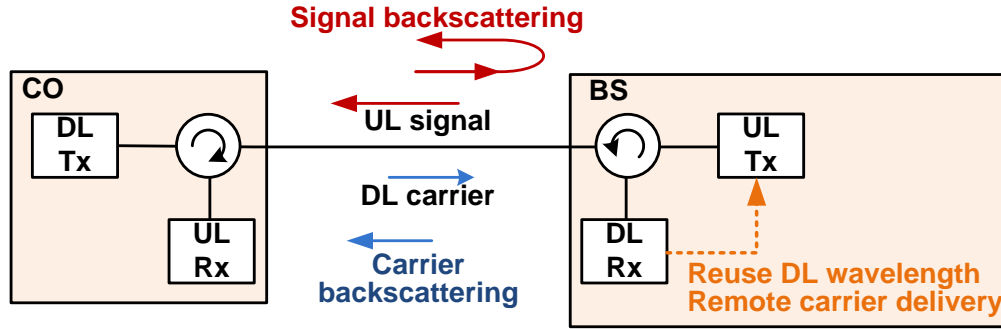 Signal backscattering
CO
BS
DL
Tx
UL signal
UL
Tx
DL carrier
UL
Rx
DL
Rx
Carrier
backscattering
Reuse DL wavelength
Remote carrier delivery